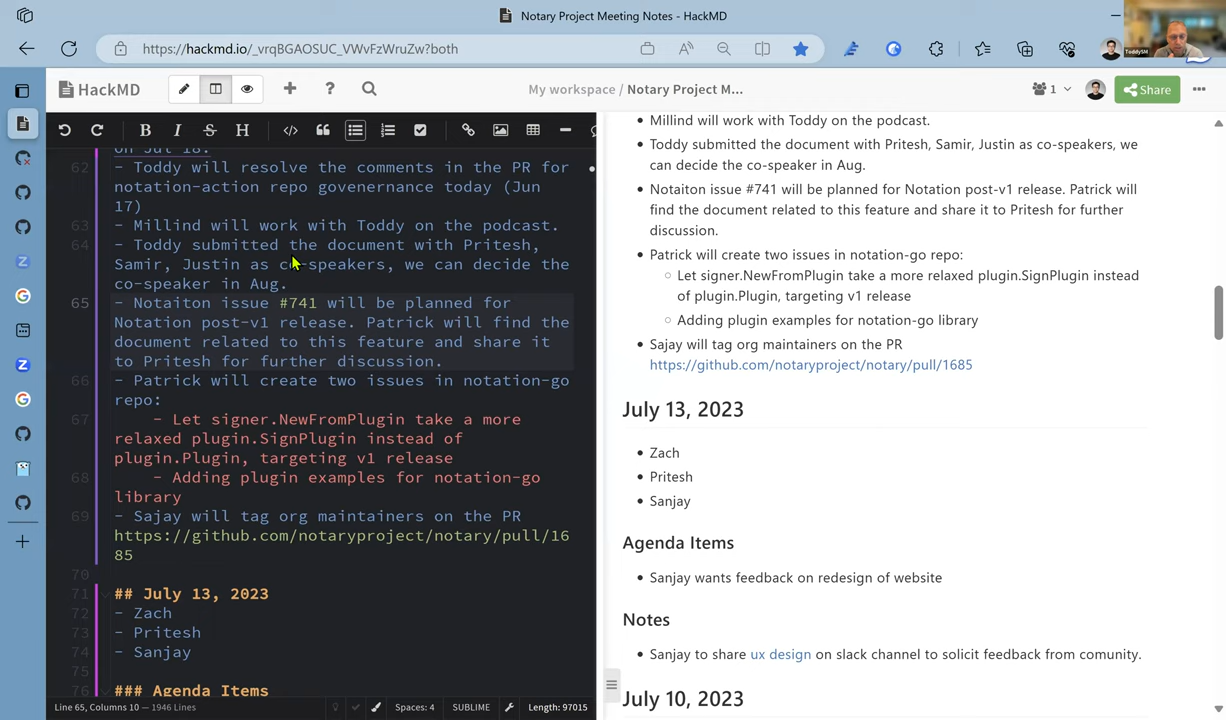 Notary Project Meeting Notes - HackMD
https://hackmd.io/_vrqBGAOSUC_VWvFzWruZw?both
ToddySM
HackMD
My workspace / Notary Project M...
1
Share
on Jul 18.
62 - Toddy will resolve the comments in the PR for
notation-action repo govenernance today (Jun
17)
63 - Millind will work with Toddy on the podcast.
64 - Toddy submitted the document with Pritesh,
Samir, Justin as co-speakers, we can decide the
co-speaker in Aug.
65 - Notaiton issue #741 will be planned for
Notation post-v1 release. Patrick will find the
document related to this feature and share it
to Pritesh for further discussion.
66 - Patrick will create two issues in notation-go
repo:
67 - Let signer.NewFromPlugin take a more
relaxed plugin.SignPlugin instead of
plugin.Plugin, targeting v1 release
68 - Adding plugin examples for notation-go
library
69 - Sajay will tag org maintainers on the PR
https://github.com/notaryproject/notary/pull/16
85
70
71 ## July 13, 2023
72 - Zach
73 - Pritesh
74 - Sanjay
75
76 ### Agenda Items
Line 65, Columns 10 — 1946 Lines
Spaces: 4
SUBLIME
Length: 97015
Millind will work with Toddy on the podcast.
Toddy submitted the document with Pritesh, Samir, Justin as co-speakers, we
can decide the co-speaker in Aug.
Notaiton issue #741 will be planned for Notation post-v1 release. Patrick will
find the document related to this feature and share it to Pritesh for further
discussion.
Patrick will create two issues in notation-go repo:
Let signer.NewFromPlugin take a more relaxed plugin.SignPlugin instead
of plugin.Plugin, targeting v1 release
Adding plugin examples for notation-go library
Sajay will tag org maintainers on the PR
https://github.com/notaryproject/notary/pull/1685
July 13, 2023
Zach
Pritesh
Sanjay
Agenda Items
Sanjay wants feedback on redesign of website
Notes
Sanjay to share ux design on slack channel to solicit feedback from comunity.
July 10, 2023